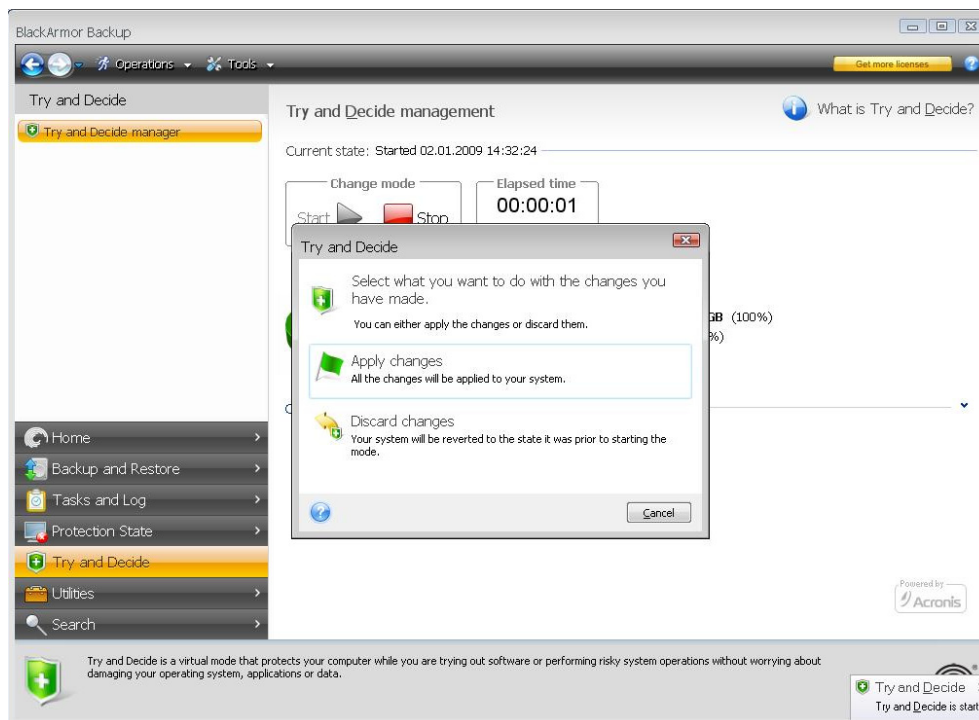 BlackArmor Backup
Operations
Tools
Get more licenses
Try and Decide
Try and Decide manager
Try and Decide management
What is Try and Decide?
Current state: Started 02.01.2009 14:32:24
Change mode
Elapsed time
Start
Stop
00:00:01
Try and Decide
Select what you want to do with the changes you
have made.
You can either apply the changes or discard them.
GB (100%)
%)
Apply changes
All the changes will be applied to your system.
Discard changes
Your system will be reverted to the state it was prior to starting the
mode.
Cancel
Home
Backup and Restore
Tasks and Log
Protection State
Try and Decide
Utilities
Search
Powered by
Acronis
Try and Decide is a virtual mode that protects your computer while you are trying out software or performing risky system operations without worrying about
damaging your operating system, applications or data.
Try and Decide
Try and Decide is start